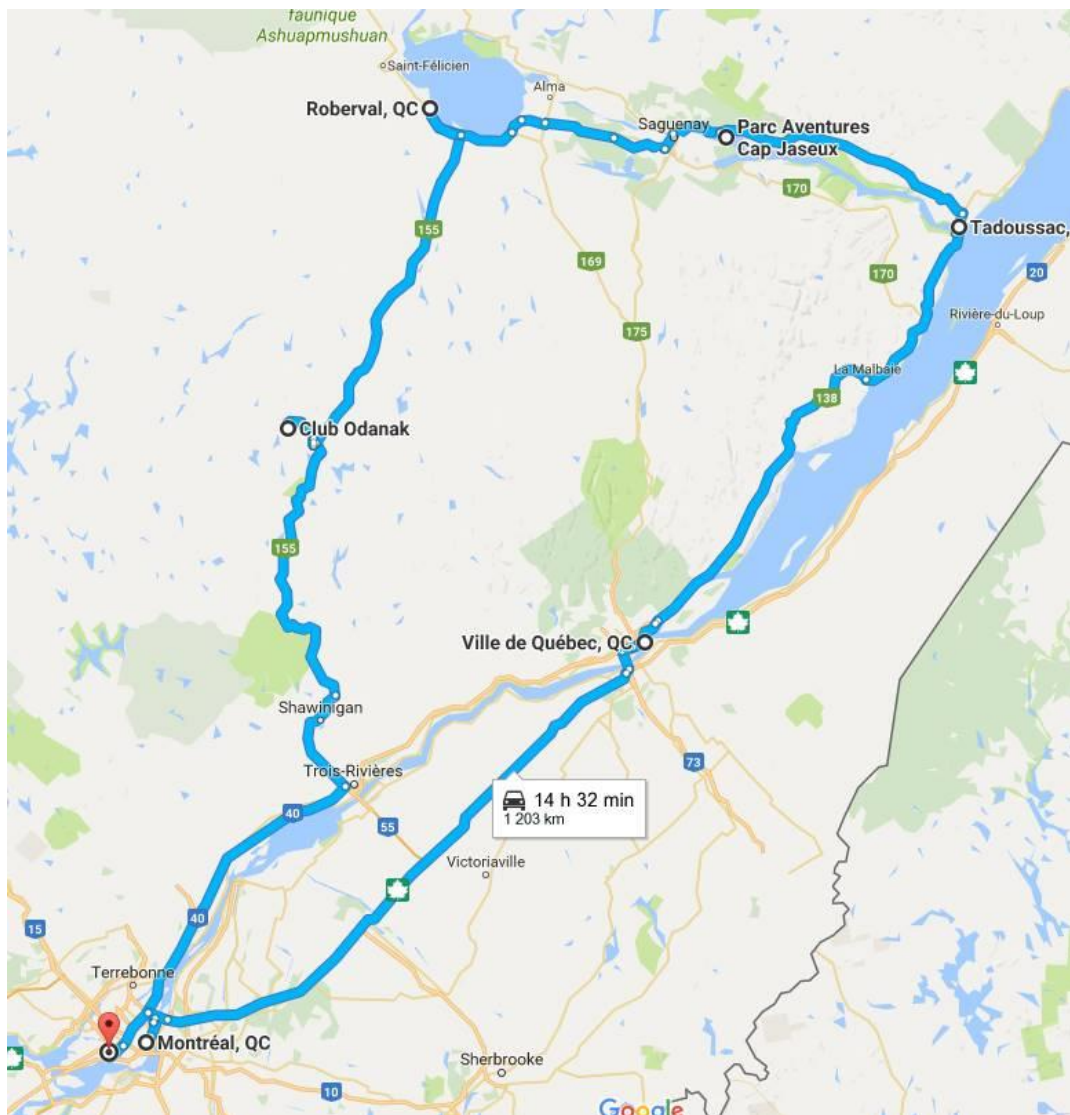 faunique
Ashuapmushuan
Saint-Félicien
Alma
Roberval, QC
Saguenay
Parc Aventures
Cap Jaseux
170
155
Tadoussac,
169
170
20
Rivière-du-Loup
175
La Malbaie
138
Club Odanak
155
Ville de Québec, QC
Shawinigan
73
Trois-Rivières
14 h 32 min
1 203 km
40
55
Victoriaville
40
15
Terrebonne
Montréal, QC
Sherbrooke
10
Google